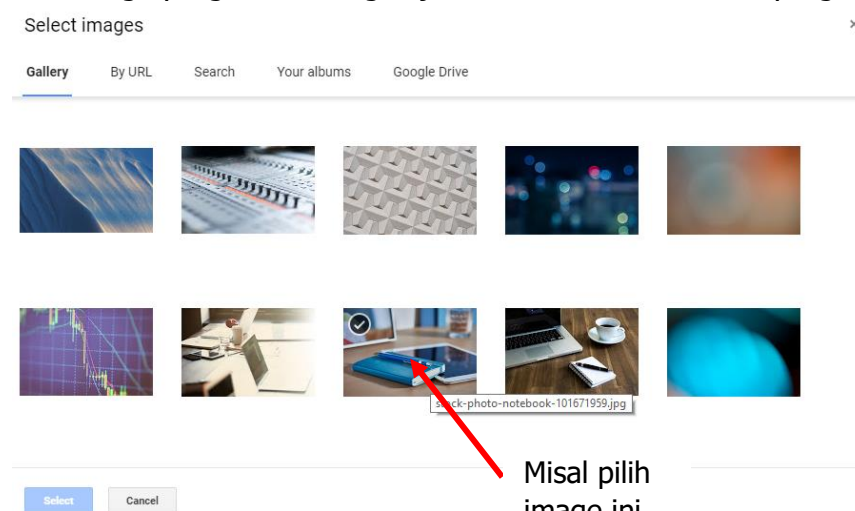 Select images
×
Gallery By URL Search Your albums Google Drive
stock-photo-notebook-101671959.jpg
Misal pilih
image ini
Select Cancel